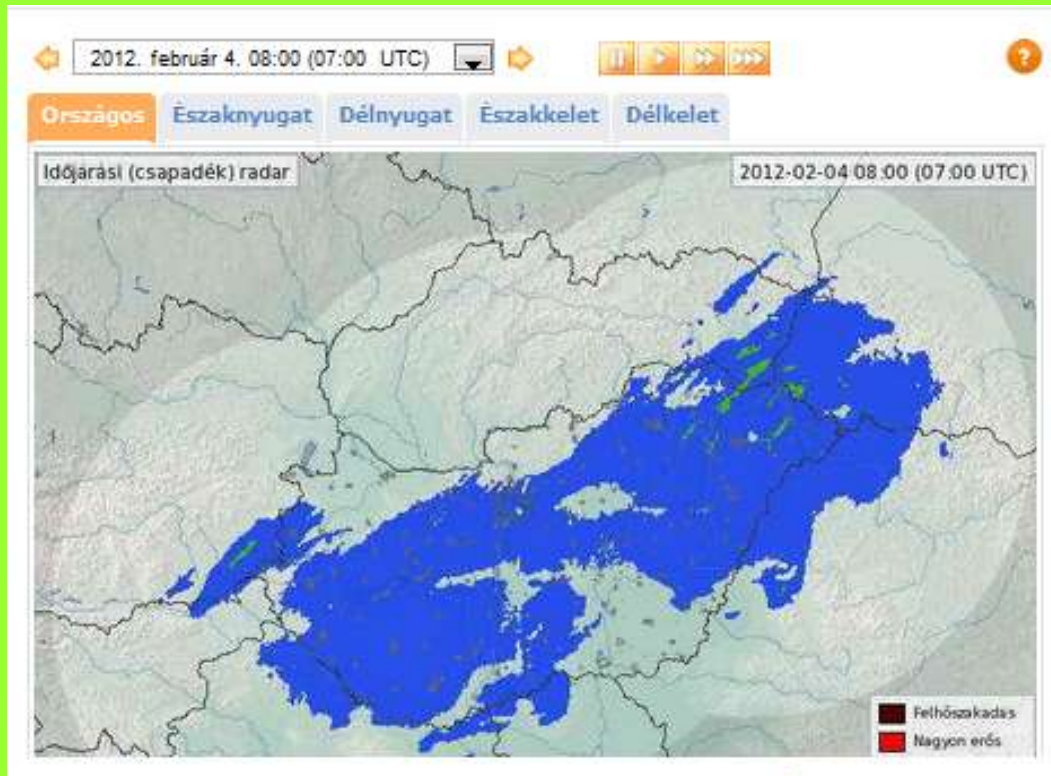 2012. február 4. 08:00 (07:00 UTC)
?
Országos Északnyugat Délnyugat Északkelet Délkelet
Időjárási (csapadék) radar
2012-02-04 08:00 (07:00 UTC)
Felhőszakadás
Nagyon erős